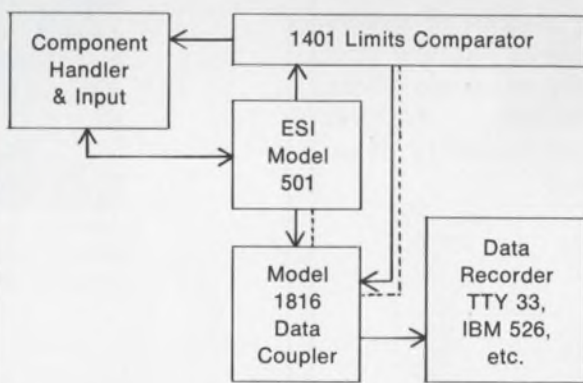 Component
Handler
& Input
1401 Limits Comparator
ESI
Model
501
Model
1816
Data
Coupler
Data
Recorder
TTY 33,
IBM 526,
etc.